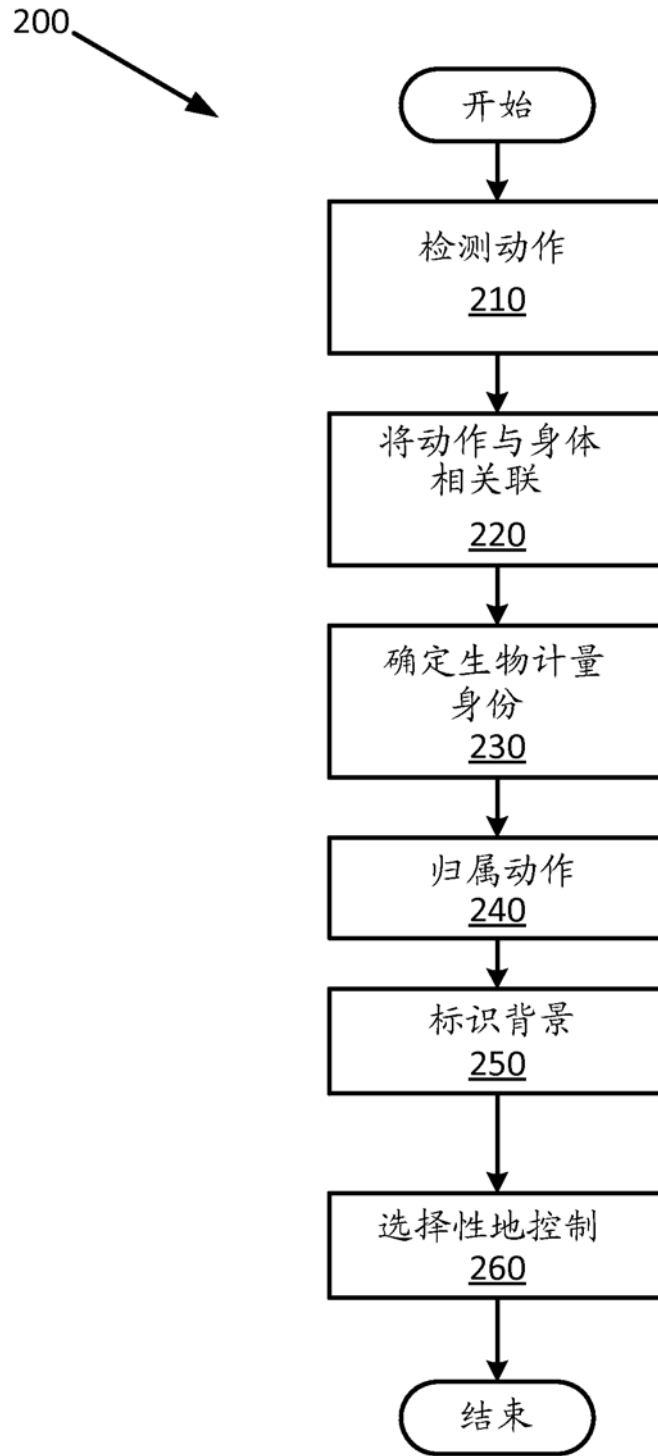 200
开始
检测动作
210
将动作与身体
相关联
220
确定生物计量
身份
230
归属动作
240
标识背景
250
选择性地控制
260
结束